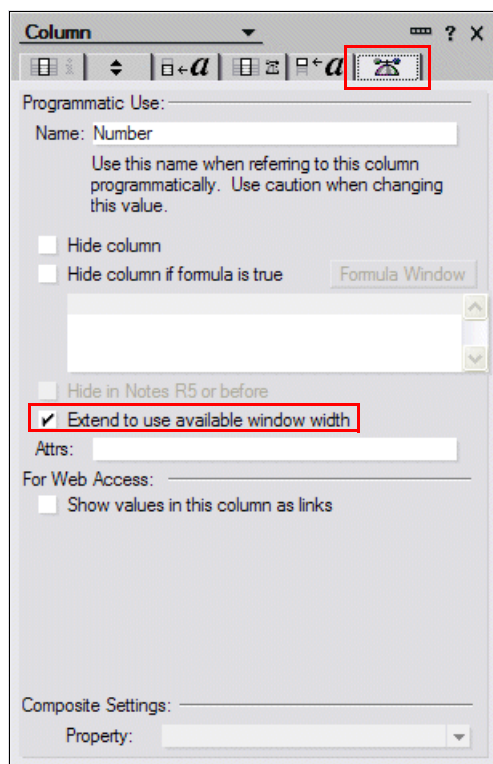 Column ? X
i a a
Programmatic Use:
Name: Number
Use this name when referring to this column
programmatically. Use caution when changing
this value.
Hide column
Hide column if formula is true Formula Window
Hide in Notes R5 or before
Extend to use available window width
Attrs:
For Web Access:
Show values in this column as links
Composite Settings:
Property: